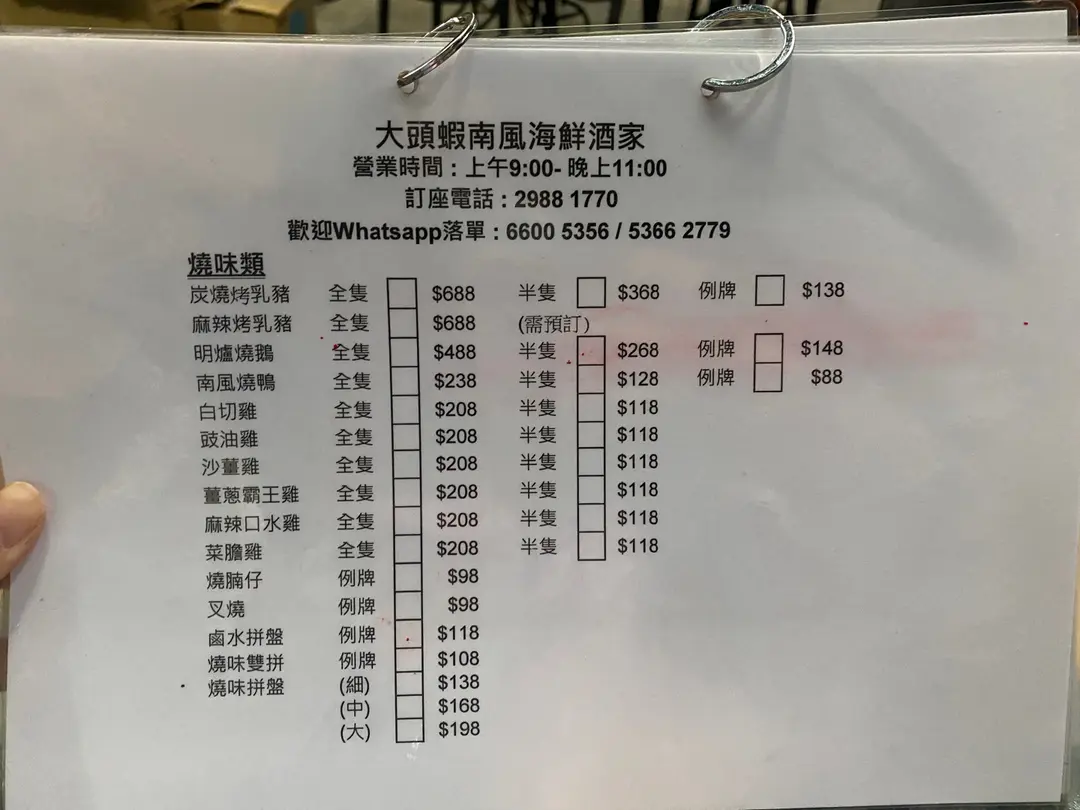 大頭蝦南風海鮮酒家
營業時間：上午9:00- 晚上11:00
訂座電話：2988 1770
歡迎Whatsapp落單：6600 5356 / 5366 2779
燒味類
炭燒烤乳豬 全隻 $688 半隻 $368 例牌 $138
麻辣烤乳豬 全隻 $688 (需預訂)
明爐燒鵝 全隻 $488 半隻 $268 例牌 $148
南風燒鴨 全隻 $238 半隻 $128 例牌 $88
白切雞 全隻 $208 半隻 $118
豉油雞 全隻 $208 半隻 $118
沙薑雞 全隻 $208 半隻 $118
薑蔥霸王雞 全隻 $208 半隻 $118
麻辣口水雞 全隻 $208 半隻 $118
菜膽雞 全隻 $208 半隻 $118
燒腩仔 例牌 $98
叉燒 例牌 $98
鹵水拼盤 例牌 $118
燒味雙拼 例牌 $108
燒味拼盤 (細) $138
(中) $168
(大) $198